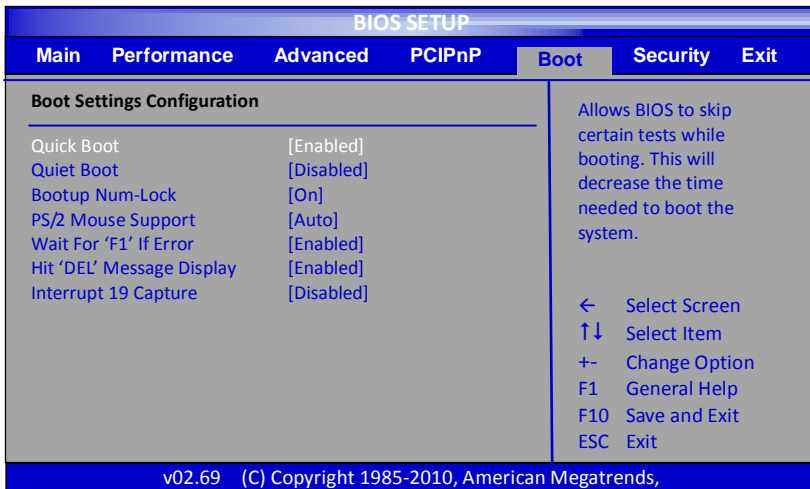 BIOS SETUP
Main Performance Advanced PCIPnP Boot Security Exit
Boot Settings Configuration
Quick Boot [Enabled]
Quiet Boot [Disabled]
Bootup Num-Lock [On]
PS/2 Mouse Support [Auto]
Wait For ‘F1’ If Error [Enabled]
Hit ‘DEL’ Message Display [Enabled]
Interrupt 19 Capture [Disabled]
Allows BIOS to skip
certain tests while
booting. This will
decrease the time
needed to boot the
system.
← Select Screen
↑↓ Select Item
+- Change Option
F1 General Help
F10 Save and Exit
ESC Exit
v02.69 (C) Copyright 1985-2010, American Megatrends,